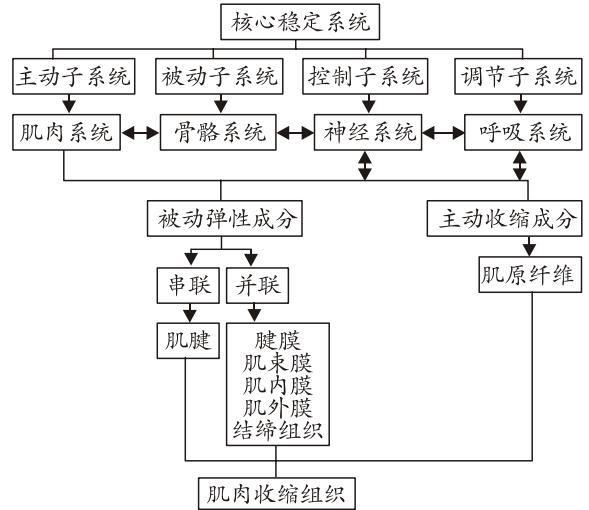 核心稳定系统
主动子系统
被动子系统
控制子系统
调节子系统
肌肉系统
骨骼系统
神经系统
呼吸系统
被动弹性成分
主动收缩成分
串联
并联
肌原纤维
肌腱
腱膜
肌束膜
肌内膜
肌外膜
结缔组织
肌肉收缩组织